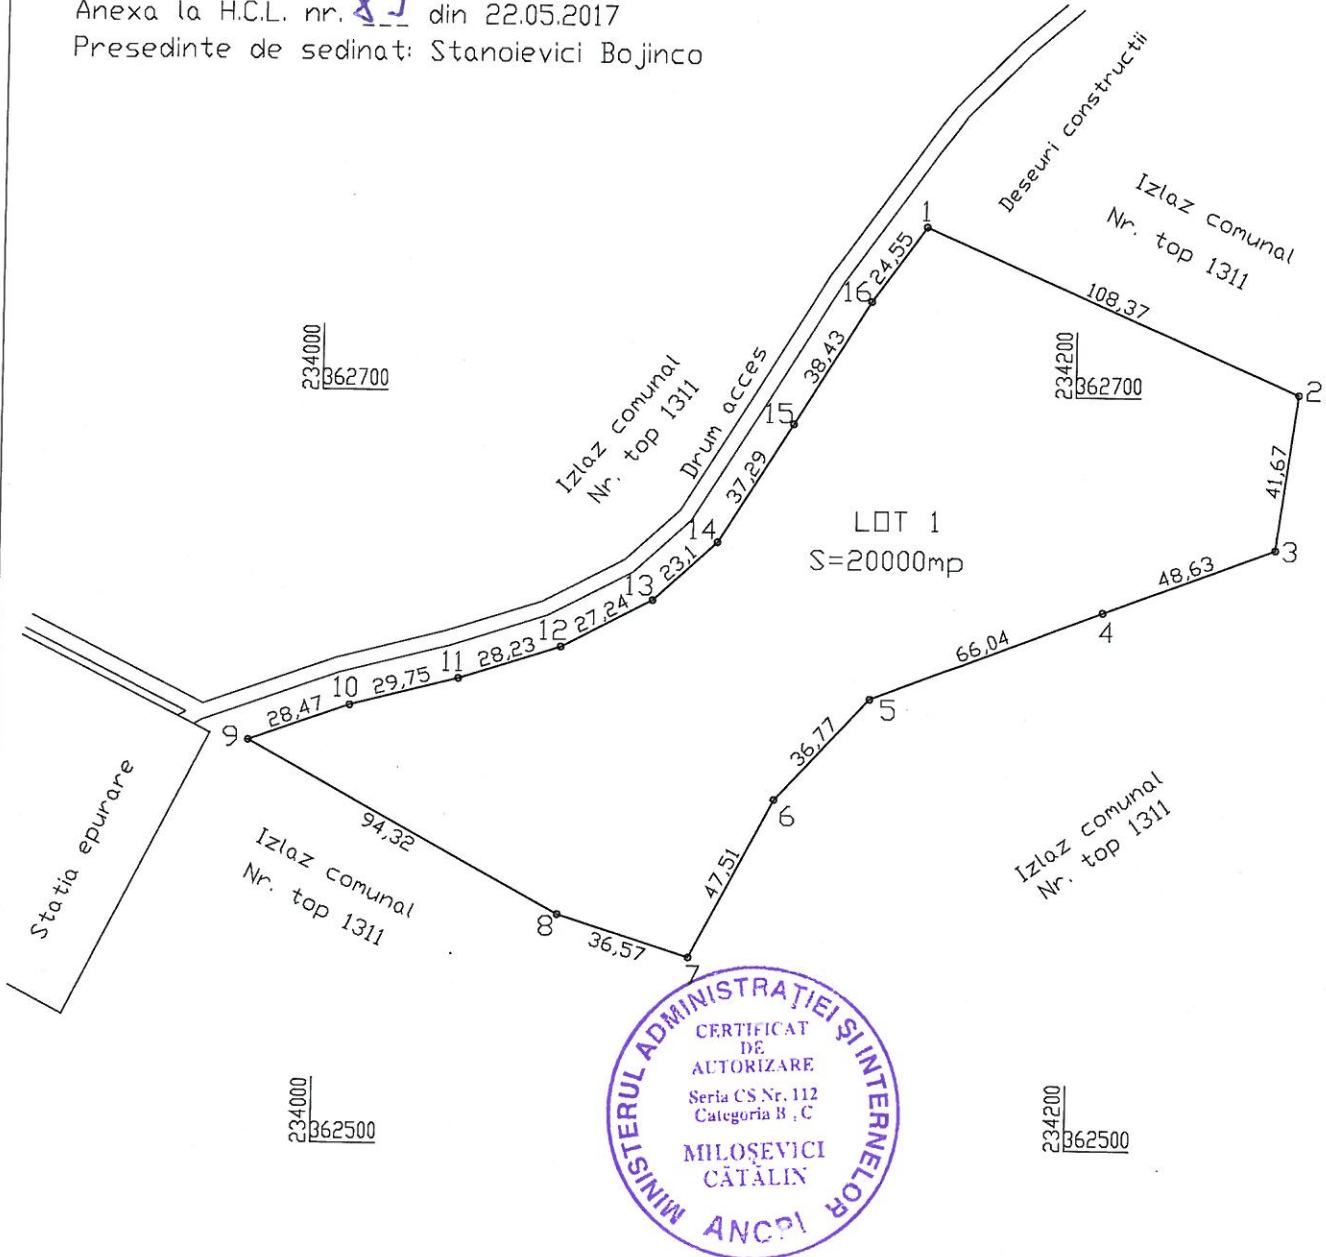 Anexa la H.C.L. nr. din 22.05.2017
Presedinte de sedinat: Stanoievici Bojinco
Deseuri constructii
Izlaz comunal
Nr. top 1311
1
24,55
16
108,37
234000
362700
234200
362700
2
38,43
Izlaz comunal
Nr. top 1311
Drum acces
15
41,67
37,29
LOT 1
S=20000mp
14
3
23,1
48,63
13
27,24
12
4
28,23
66,04
11
29,75
10
28,47
5
9
36,77
Statia epurare
94,32
6
Izlaz comunal
Nr. top 1311
Izlaz comunal
Nr. top 1311
47,51
8
36,57
7
MINISTERUL ADMINISTRAŢIEI ŞI INTERNELOR
CERTIFICAT
DE
AUTORIZARE
Seria CS Nr. 112
Categoria B , C
MILOŞEVICI
CĂTĂLIN
ANCPI
234000
362500
234200
362500